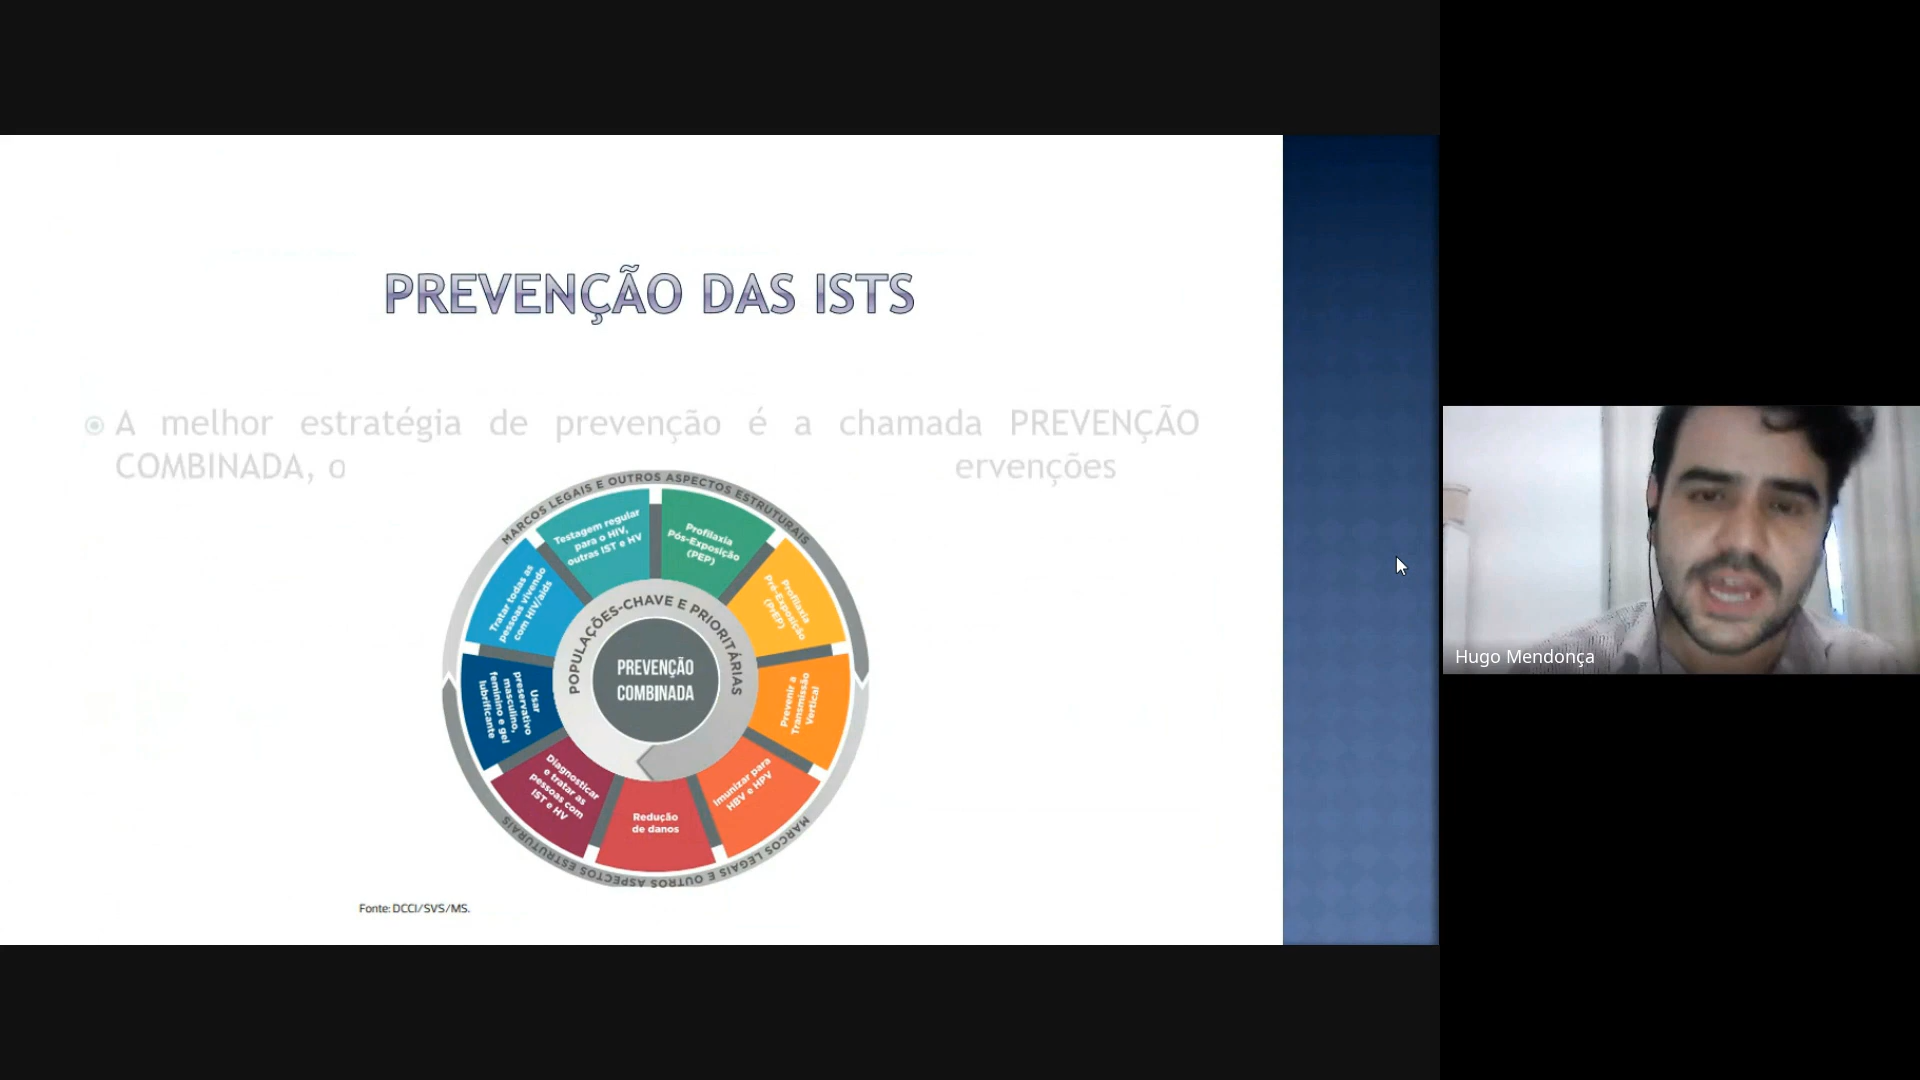 PREVENÇÃO DAS ISTS
A melhor estratégia de prevenção é a chamada PREVENÇÃO
COMBINADA, o
ervenções
MARCOS LEGAIS E OUTROS ASPECTOS ESTRUTURAIS
Testagem regular
para o HIV,
outras IST e HV
Profilaxia
Pós-Exposição
(PEP)
Profilaxia
Pré-Exposição
(PrEP)
Prevenir a
Transmissão
Vertical
Imunizar para
HBV e HPV
Redução
de danos
Diagnosticar
e tratar as
pessoas com
IST e HV
Usar
preservativo
masculino,
feminino e gel
lubrificante
Tratar todas as
pessoas vivendo
com HIV/aids
POPULAÇÕES-CHAVE E PRIORITÁRIAS
PREVENÇÃO
COMBINADA
MARCOS LEGAIS E OUTROS ASPECTOS ESTRUTURAIS
Fonte: DCCI/SVS/MS.
Hugo Mendonça